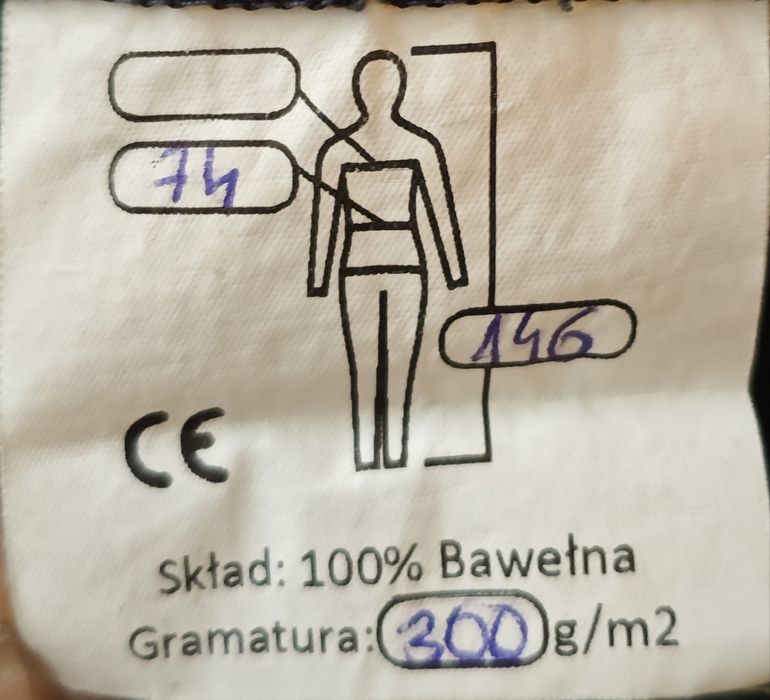 74
146
CE
Skład: 100% Bawełna
Gramatura: 300 g/m2